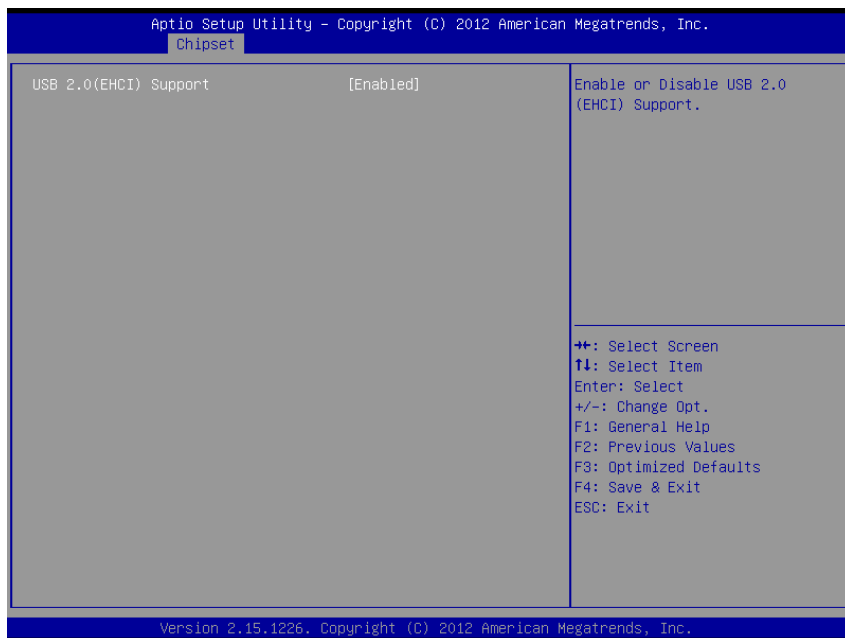 Aptio Setup Utility – Copyright (C) 2012 American Megatrends, Inc.
Chipset
USB 2.0(EHCI) Support [Enabled]
Enable or Disable USB 2.0
(EHCI) Support.
→←: Select Screen
↑↓: Select Item
Enter: Select
+/-: Change Opt.
F1: General Help
F2: Previous Values
F3: Optimized Defaults
F4: Save & Exit
ESC: Exit
Version 2.15.1226. Copyright (C) 2012 American Megatrends, Inc.